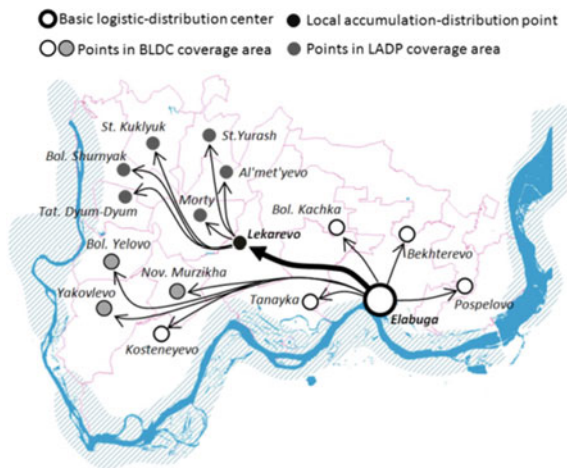 Basic logistic-distribution center
Local accumulation-distribution point
Points in BLDC coverage area
Points in LADP coverage area
St. Kuklyuk
St.Yurash
Bol. Shurnyak
Al'met'yevo
Tat. Dyum-Dyum
Morty
Bol. Kachka
Lekarevo
Bol. Yelovo
Bekhterevo
Nov. Murzikha
Yakovlevo
Tanayka
Pospelovo
Elabuga
Kosteneyevo